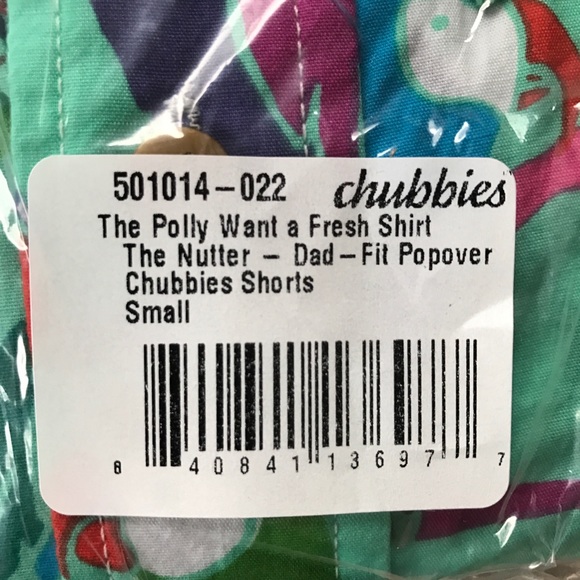 501014-022 chubbies
The Polly Want a Fresh Shirt
The Nutter - Dad-Fit Popover
Chubbies Shorts
Small
8 40841 13697 7